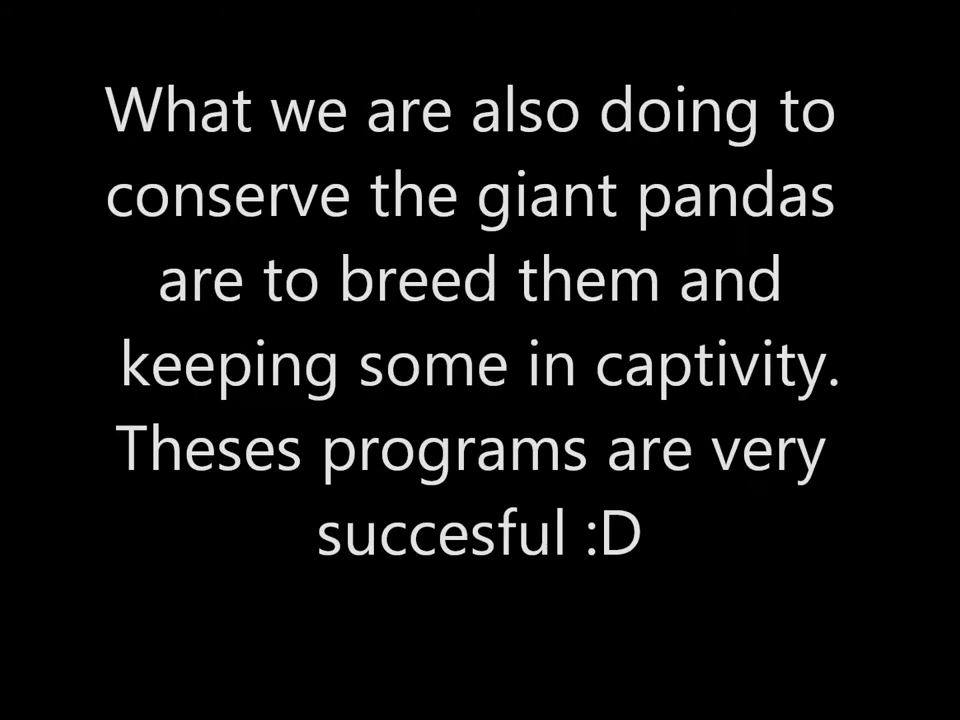 What we are also doing to
conserve the giant pandas
are to breed them and
keeping some in captivity.
Theses programs are very
succesful :D